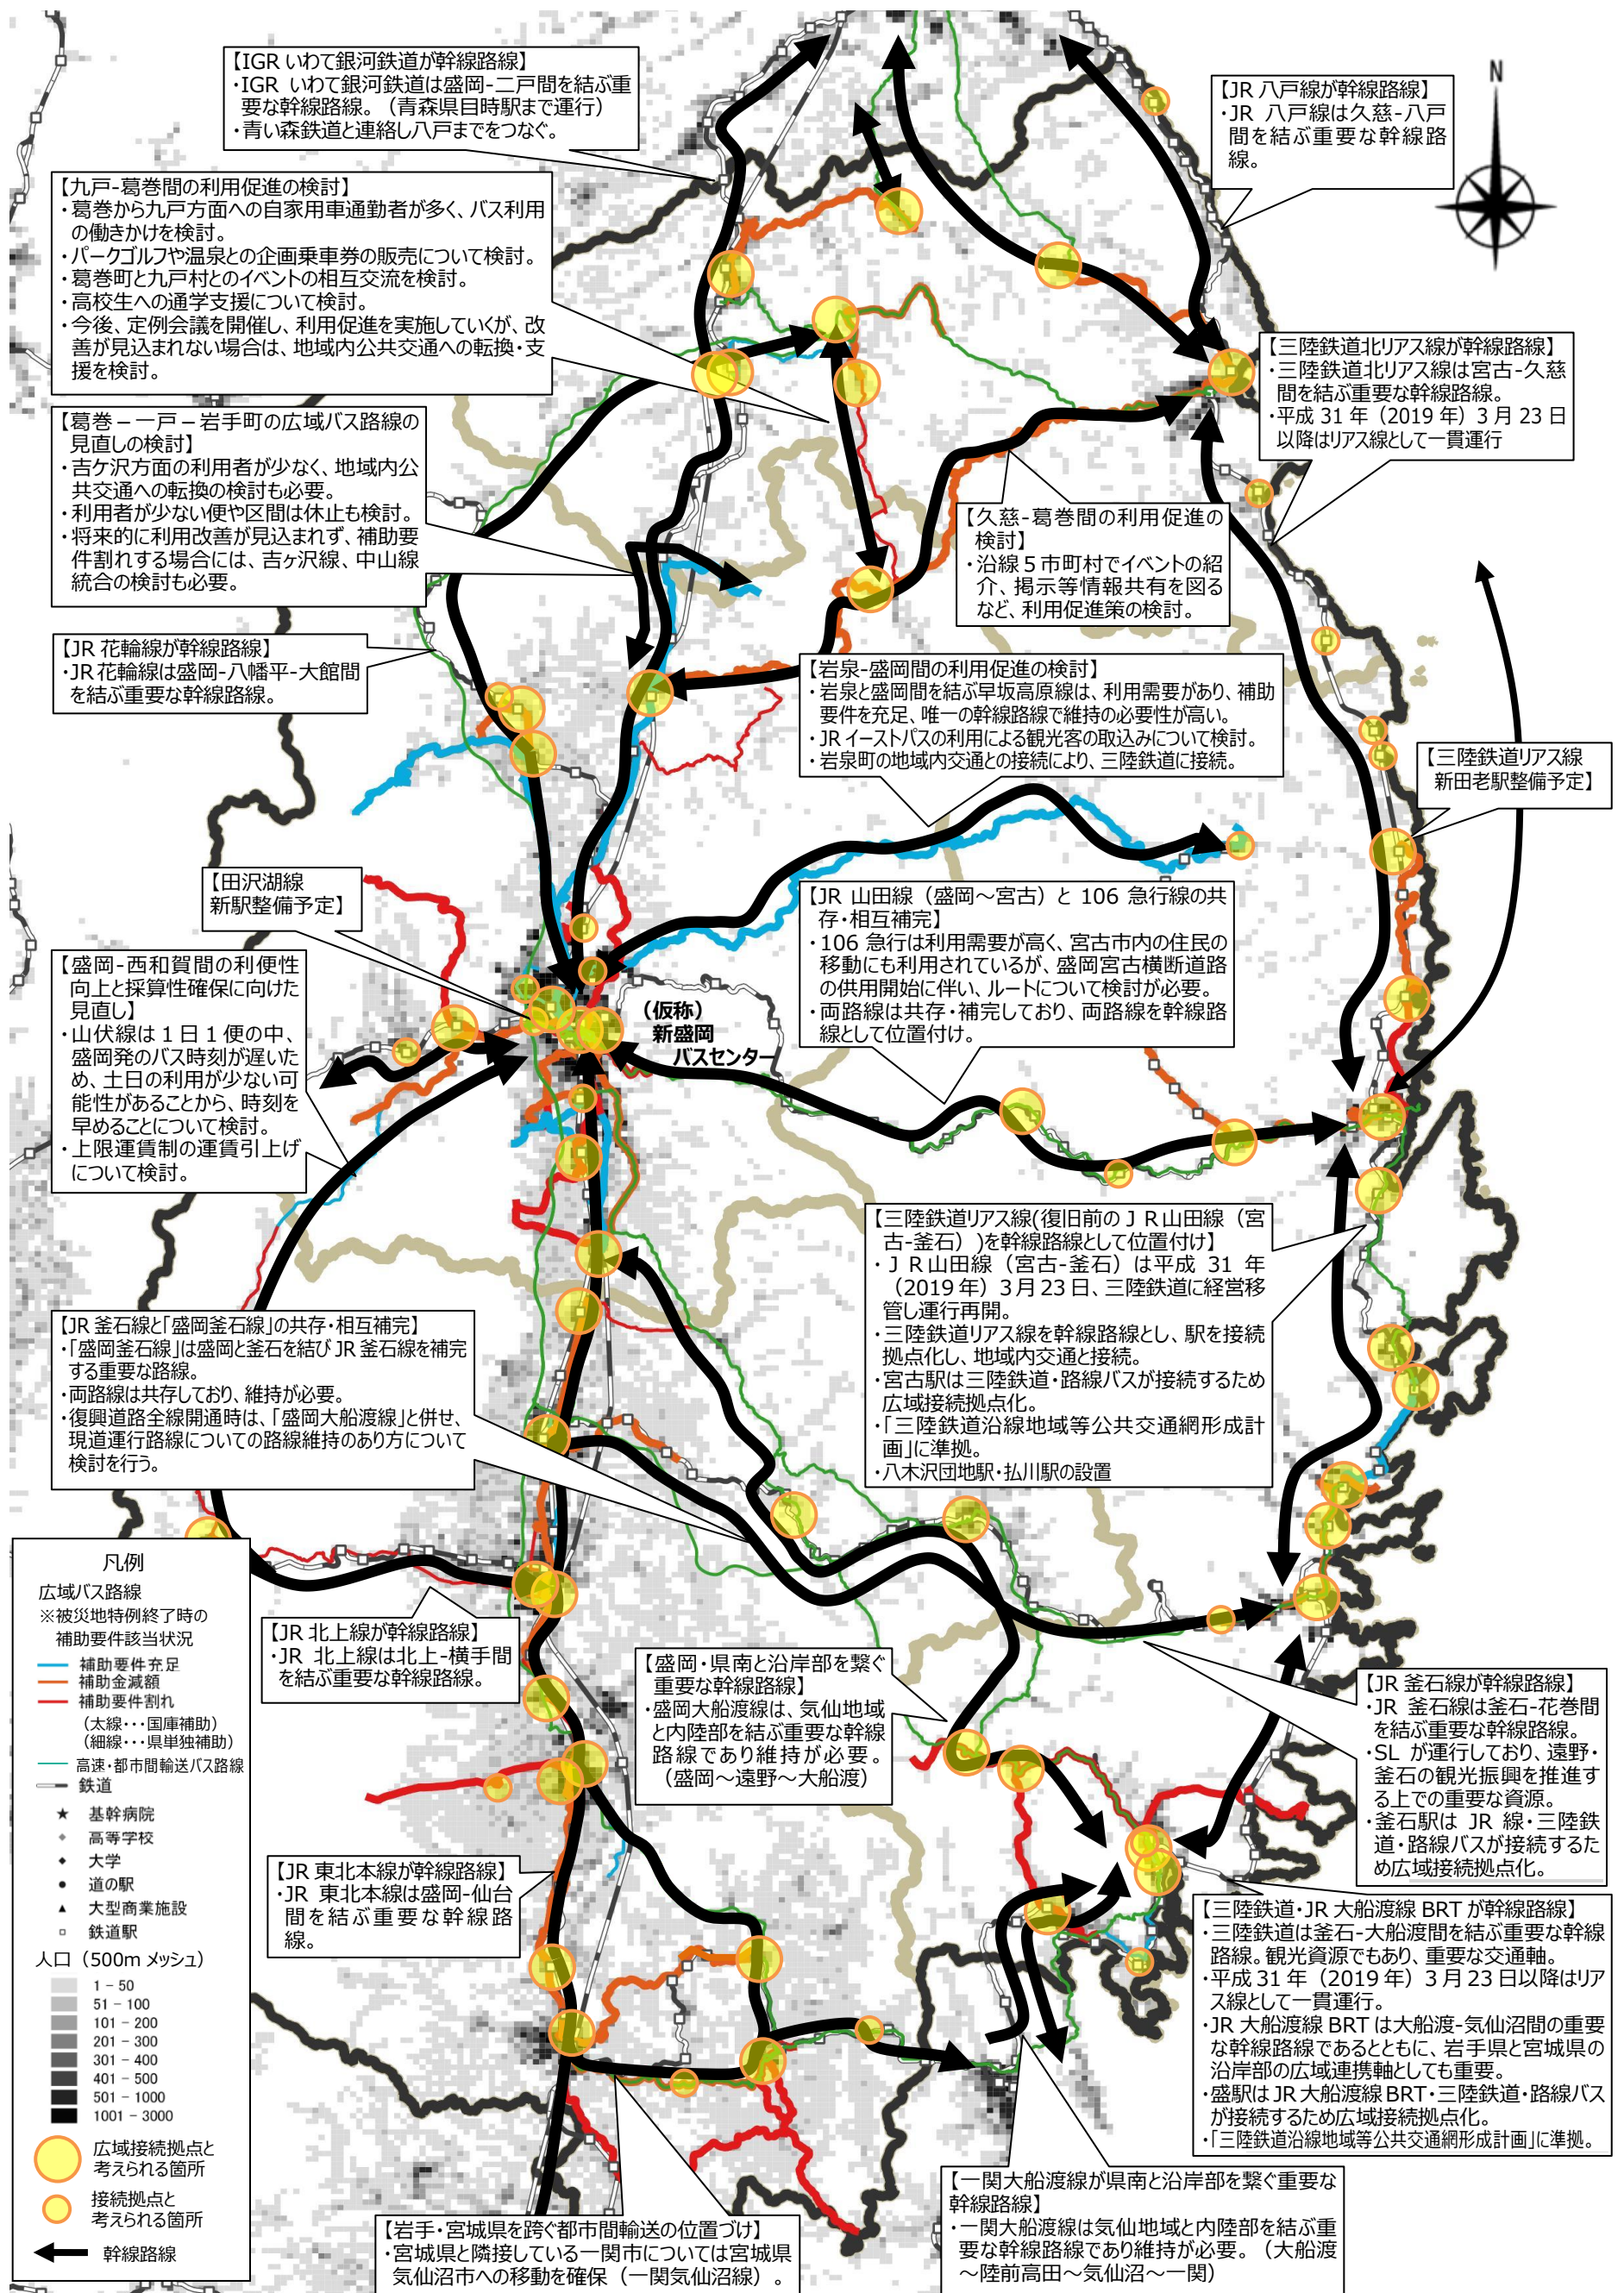 N
【IGR いわて銀河鉄道が幹線路線】
・IGR いわて銀河鉄道は盛岡-二戸間を結ぶ重
要な幹線路線。（青森県目時駅まで運行）
・青い森鉄道と連絡し八戸までをつなぐ。
【JR 八戸線が幹線路線】
・JR 八戸線は久慈-八戸
間を結ぶ重要な幹線路
線。
【九戸-葛巻間の利用促進の検討】
・葛巻から九戸方面への自家用車通勤者が多く、バス利用
の働きかけを検討。
・パークゴルフや温泉との企画乗車券の販売について検討。
・葛巻町と九戸村とのイベントの相互交流を検討。
・高校生への通学支援について検討。
・今後、定例会議を開催し、利用促進を実施していくが、改
善が見込まれない場合は、地域内公共交通への転換・支
援を検討。
【三陸鉄道北リアス線が幹線路線】
・三陸鉄道北リアス線は宮古-久慈
間を結ぶ重要な幹線路線。
・平成 31 年（2019 年）3 月 23 日
以降はリアス線として一貫運行
【葛巻－一戸－岩手町の広域バス路線の
見直しの検討】
・吉ケ沢方面の利用者が少なく、地域内公
共交通への転換の検討も必要。
・利用者が少ない便や区間は休止も検討。
・将来的に利用改善が見込まれず、補助要
件割れする場合には、吉ヶ沢線、中山線
統合の検討も必要。
【久慈-葛巻間の利用促進の
検討】
・沿線５市町村でイベントの紹
介、掲示等情報共有を図る
など、利用促進策の検討。
【JR 花輪線が幹線路線】
・JR 花輪線は盛岡-八幡平-大館間
を結ぶ重要な幹線路線。
【岩泉-盛岡間の利用促進の検討】
・岩泉と盛岡間を結ぶ早坂高原線は、利用需要があり、補助
要件を充足、唯一の幹線路線で維持の必要性が高い。
・JR イーストパスの利用による観光客の取込みについて検討。
・岩泉町の地域内交通との接続により、三陸鉄道に接続。
【三陸鉄道リアス線
新田老駅整備予定】
【田沢湖線
新駅整備予定】
【JR 山田線（盛岡～宮古）と 106 急行線の共
存・相互補完】
・106 急行は利用需要が高く、宮古市内の住民の
移動にも利用されているが、盛岡宮古横断道路
の供用開始に伴い、ルートについて検討が必要。
・両路線は共存・補完しており、両路線を幹線路
線として位置付け。
【盛岡-西和賀間の利便性
向上と採算性確保に向けた
見直し】
・山伏線は１日１便の中、
盛岡発のバス時刻が遅いた
め、土日の利用が少ない可
能性があることから、時刻を
早めることについて検討。
・上限運賃制の運賃引上げ
について検討。
（仮称）
新盛岡
バスセンター
【三陸鉄道リアス線(復旧前のＪＲ山田線（宮
古-釜石）)を幹線路線として位置付け】
・ＪＲ山田線（宮古-釜石）は平成 31 年
（2019 年）3 月 23 日、三陸鉄道に経営移
管し運行再開。
・三陸鉄道リアス線を幹線路線とし、駅を接続
拠点化し、地域内交通と接続。
・宮古駅は三陸鉄道・路線バスが接続するため
広域接続拠点化。
・「三陸鉄道沿線地域等公共交通網形成計
画」に準拠。
・八木沢団地駅・払川駅の設置
【JR 釜石線と「盛岡釜石線」の共存・相互補完】
・「盛岡釜石線」は盛岡と釜石を結び JR 釜石線を補完
する重要な路線。
・両路線は共存しており、維持が必要。
・復興道路全線開通時は、「盛岡大船渡線」と併せ、
現道運行路線についての路線維持のあり方について
検討を行う。
凡例
広域バス路線
※被災地特例終了時の
補助要件該当状況
補助要件充足
補助金減額
補助要件割れ
（太線・・・国庫補助）
（細線・・・県単独補助）
高速・都市間輸送バス路線
鉄道
★ 基幹病院
高等学校
大学
道の駅
大型商業施設
鉄道駅
人口（500m メッシュ）
1 - 50
51 - 100
101 - 200
201 - 300
301 - 400
401 - 500
501 - 1000
1001 - 3000
広域接続拠点と
考えられる箇所
接続拠点と
考えられる箇所
幹線路線
【JR 北上線が幹線路線】
・JR 北上線は北上-横手間
を結ぶ重要な幹線路線。
【盛岡・県南と沿岸部を繋ぐ
重要な幹線路線】
・盛岡大船渡線は、気仙地域
と内陸部を結ぶ重要な幹線
路線であり維持が必要。
（盛岡～遠野～大船渡）
【JR 釜石線が幹線路線】
・JR 釜石線は釜石-花巻間
を結ぶ重要な幹線路線。
・SL が運行しており、遠野・
釜石の観光振興を推進す
る上での重要な資源。
・釜石駅は JR 線・三陸鉄
道・路線バスが接続するた
め広域接続拠点化。
【JR 東北本線が幹線路線】
・JR 東北本線は盛岡-仙台
間を結ぶ重要な幹線路
線。
【三陸鉄道・JR 大船渡線 BRT が幹線路線】
・三陸鉄道は釜石-大船渡間を結ぶ重要な幹線
路線。観光資源でもあり、重要な交通軸。
・平成 31 年（2019 年）3 月 23 日以降はリア
ス線として一貫運行。
・JR 大船渡線 BRT は大船渡-気仙沼間の重要
な幹線路線であるとともに、岩手県と宮城県の
沿岸部の広域連携軸としても重要。
・盛駅は JR 大船渡線 BRT・三陸鉄道・路線バス
が接続するため広域接続拠点化。
・「三陸鉄道沿線地域等公共交通網形成計画」に準拠。
【一関大船渡線が県南と沿岸部を繋ぐ重要な
幹線路線】
・一関大船渡線は気仙地域と内陸部を結ぶ重
要な幹線路線であり維持が必要。（大船渡
～陸前高田～気仙沼～一関）
【岩手・宮城県を跨ぐ都市間輸送の位置づけ】
・宮城県と隣接している一関市については宮城県
気仙沼市への移動を確保（一関気仙沼線）。